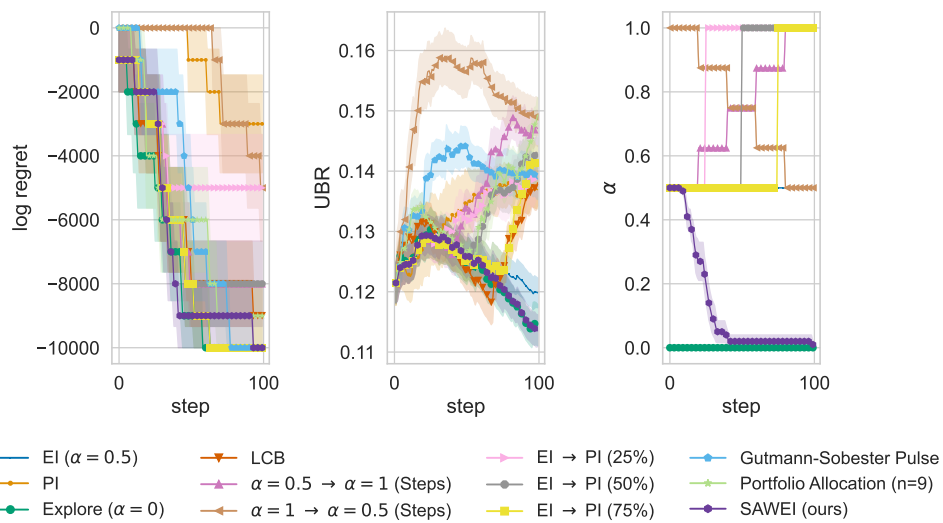 0
−2000
−4000
−6000
−8000
−10000
log regret
0
100
step
0.16
0.15
0.14
0.13
0.12
0.11
UBR
0
100
step
1.0
0.8
0.6
0.4
0.2
0.0
α
0
100
step
EI (α = 0.5)
PI
Explore (α = 0)
LCB
α = 0.5 → α = 1 (Steps)
α = 1 → α = 0.5 (Steps)
EI → PI (25%)
EI → PI (50%)
EI → PI (75%)
Gutmann-Sobester Pulse
Portfolio Allocation (n=9)
SAWEI (ours)